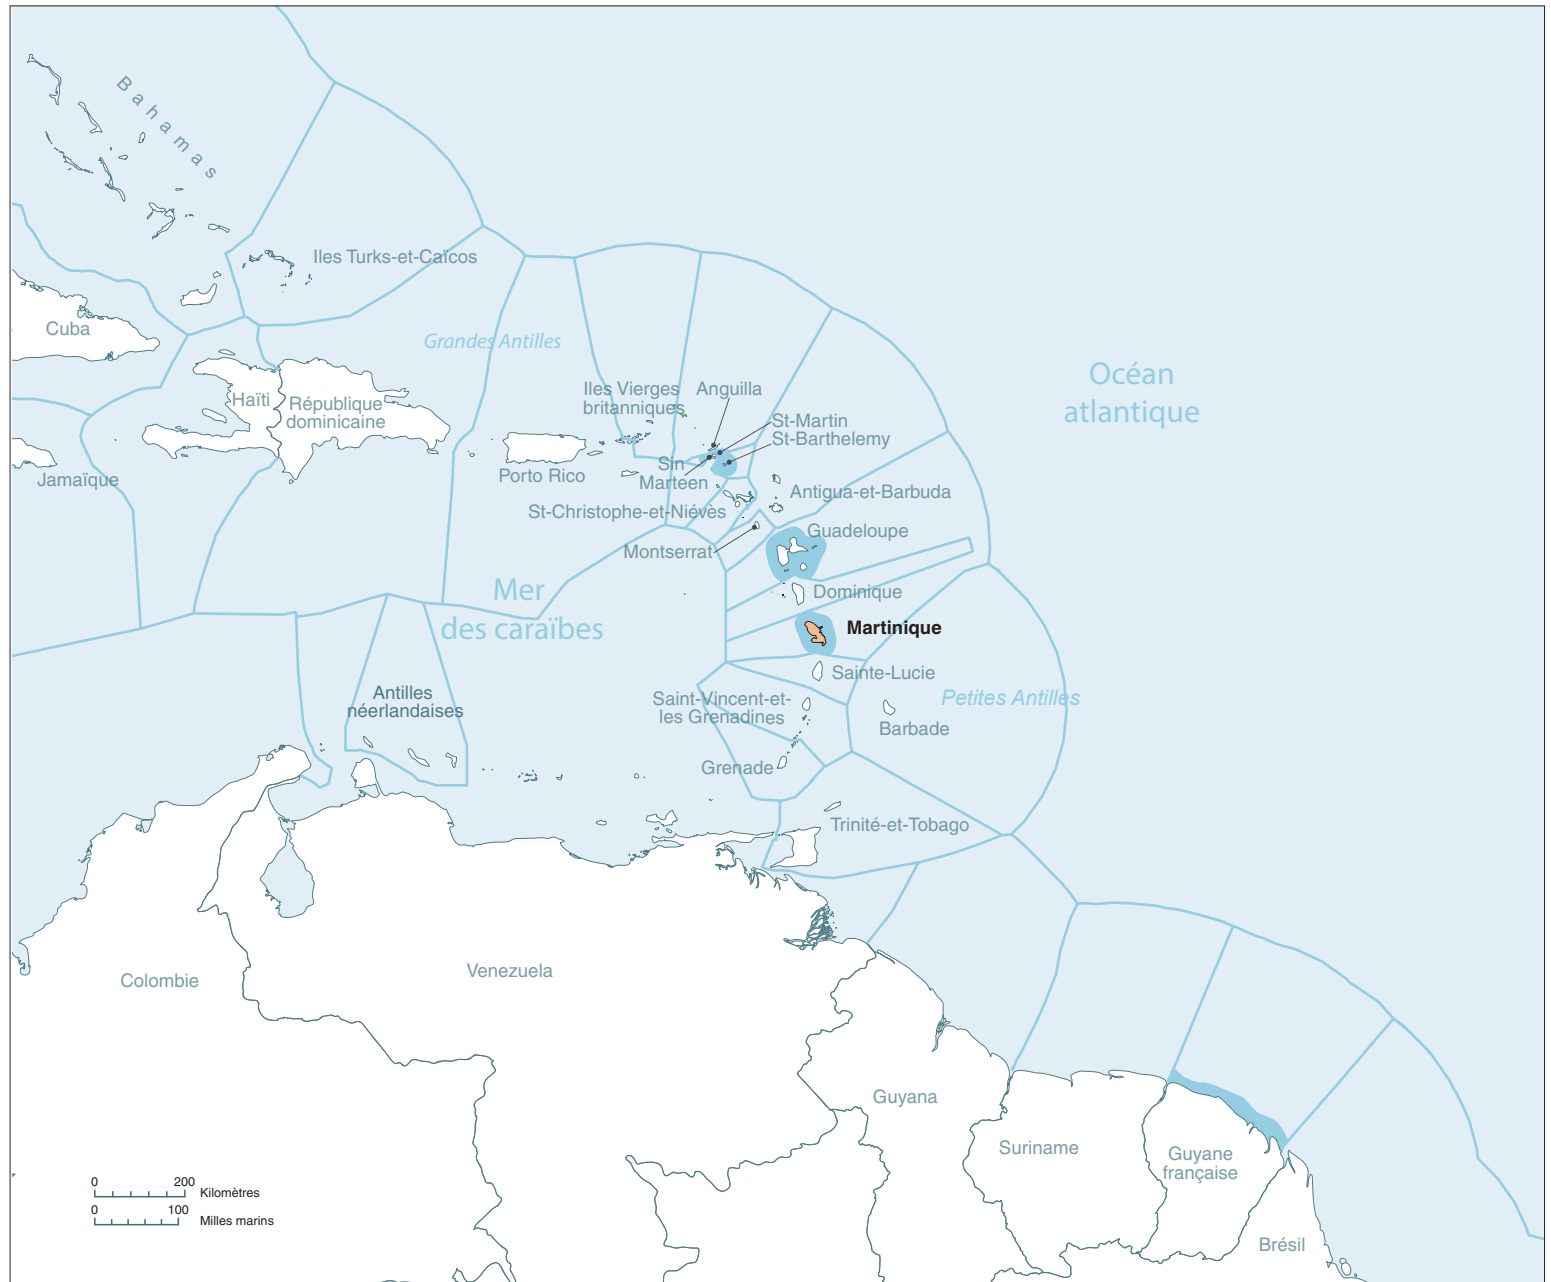 Bahamas
Iles Turks-et-Caïcos
Cuba
Grandes Antilles
Océan
atlantique
Haïti
République
dominicaine
Iles Vierges
britanniques
Anguilla
St-Martin
St-Barthelemy
Jamaïque
Porto Rico
Sin
Marteen
Antigua-et-Barbuda
St-Christophe-et-Niévès
Guadeloupe
Montserrat
Mer
des caraïbes
Dominique
Martinique
Sainte-Lucie
Antilles
néerlandaises
Saint-Vincent-et-
les Grenadines
Petites Antilles
Barbade
Grenade
Trinité-et-Tobago
Colombie
Venezuela
Guyana
Suriname
Guyane
française
Brésil
0 200
Kilomètres
0 100
Milles marins